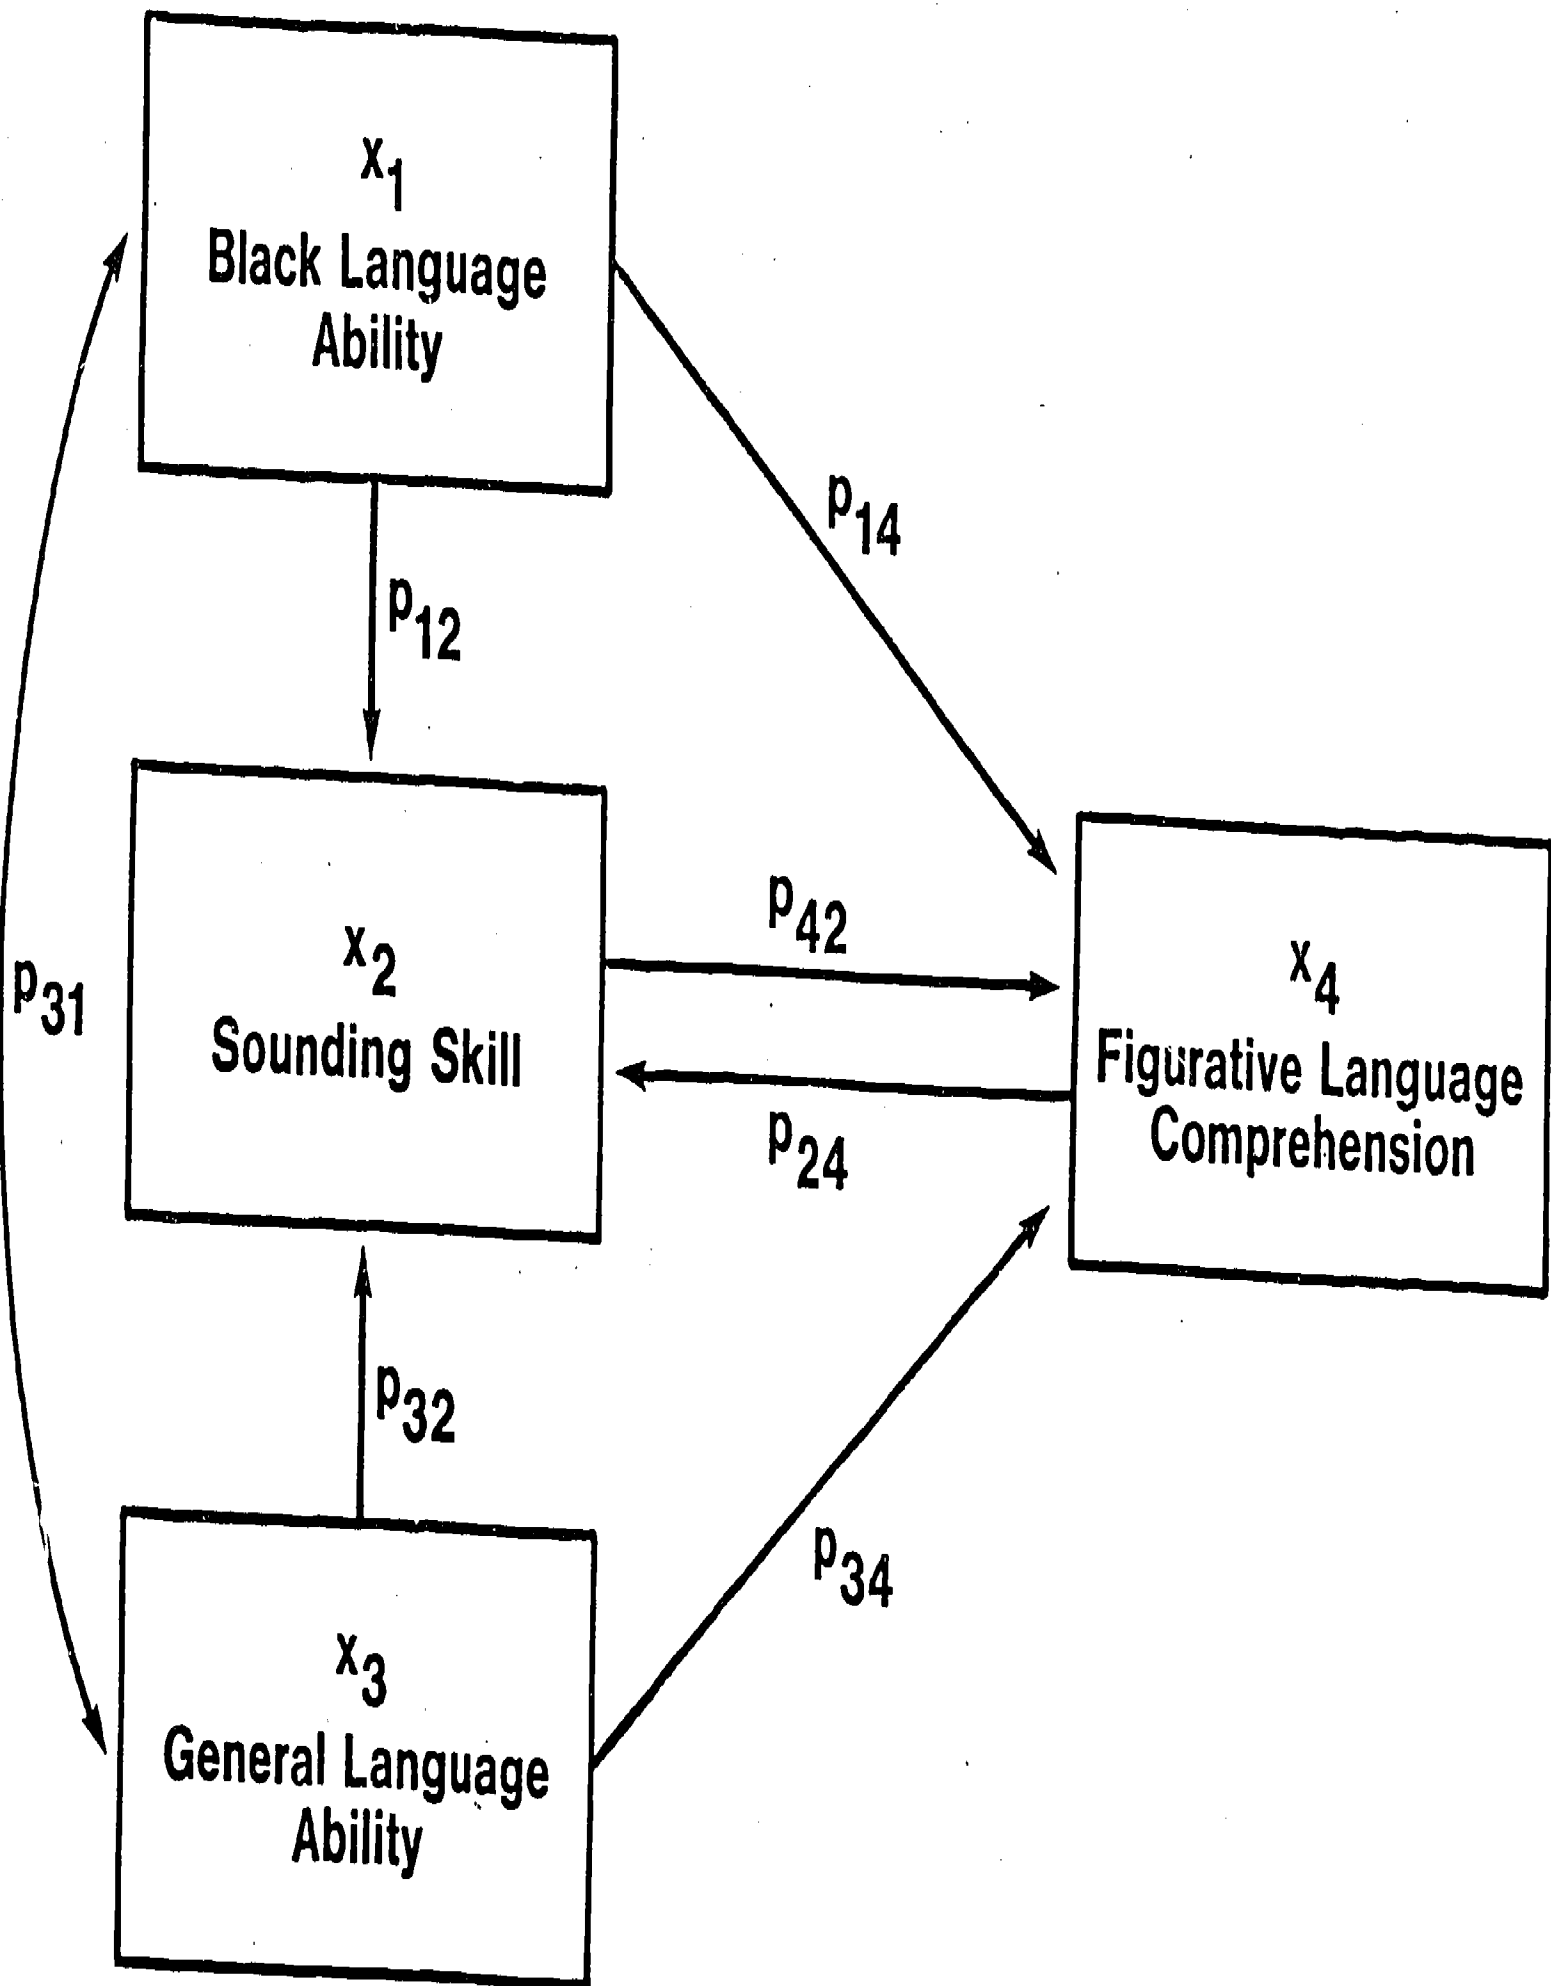 x1
Black Language
Ability
p14
p12
p42
x2
Sounding Skill
x4
Figurative Language
Comprehension
p31
p24
p32
p34
x3
General Language
Ability